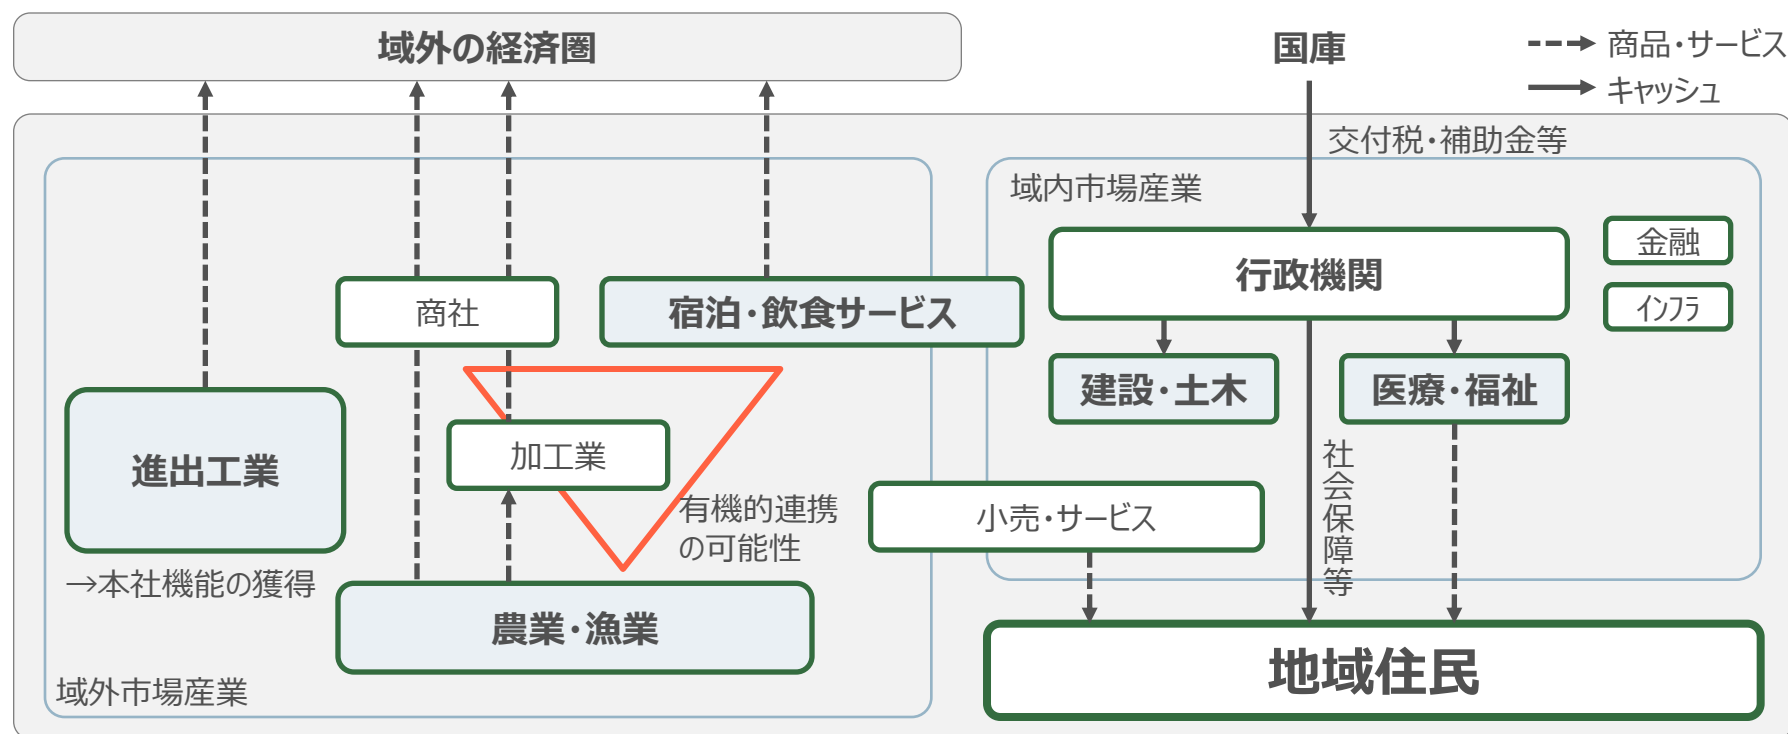 域外の経済圏
国庫
商品・サービス
キャッシュ
交付税・補助金等
域内市場産業
行政機関
金融
インフラ
商社
宿泊・飲食サービス
建設・土木
医療・福祉
進出工業
加工業
有機的連携
の可能性
小売・サービス
社会保障等
→本社機能の獲得
農業・漁業
地域住民
域外市場産業